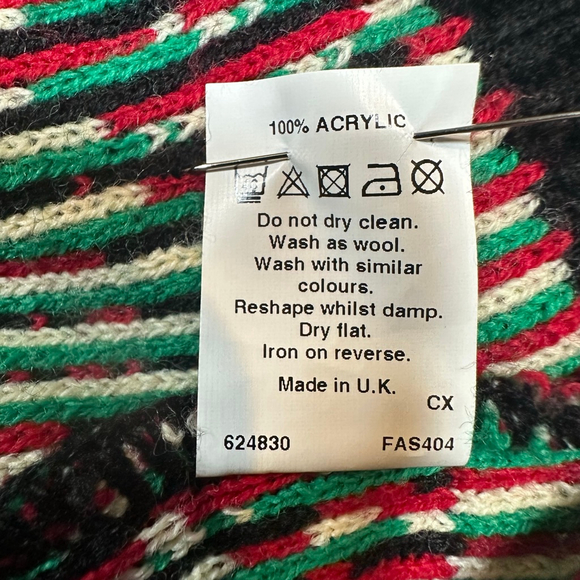 100% ACRYLIC
Do not dry clean.
Wash as wool.
Wash with similar
colours.
Reshape whilst damp.
Dry flat.
Iron on reverse.
Made in U.K.
CX
624830 FAS404